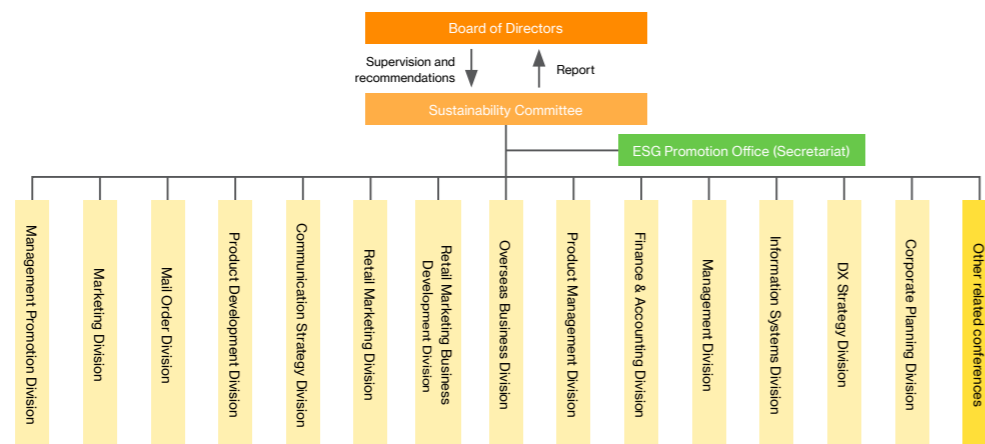 Board of Directors
Supervision and
recommendations
Report
Sustainability Committee
ESG Promotion Office (Secretariat)
Management Promotion Division
Marketing Division
Mail Order Division
Product Development Division
Communication Strategy Division
Retail Marketing Division
Retail Marketing Business
Development Division
Overseas Business Division
Product Management Division
Finance & Accounting Division
Management Division
Information Systems Division
DX Strategy Division
Corporate Planning Division
Other related conferences